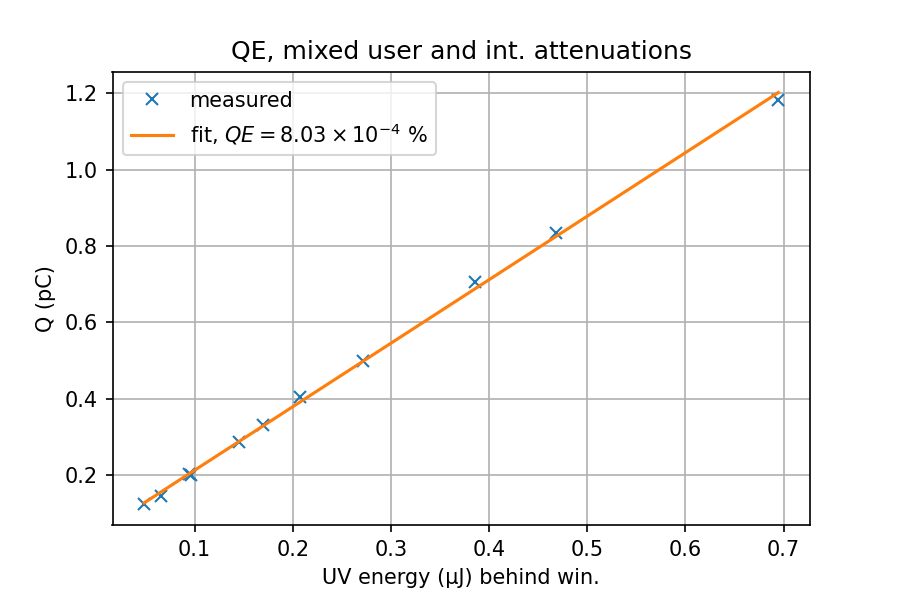 QE, mixed user and int. attenuations
measured
fit, QE = 8.03 × 10⁻⁴ %
1.2
1.0
0.8
0.6
0.4
0.2
Q (pC)
0.1 0.2 0.3 0.4 0.5 0.6 0.7
UV energy (μJ) behind win.